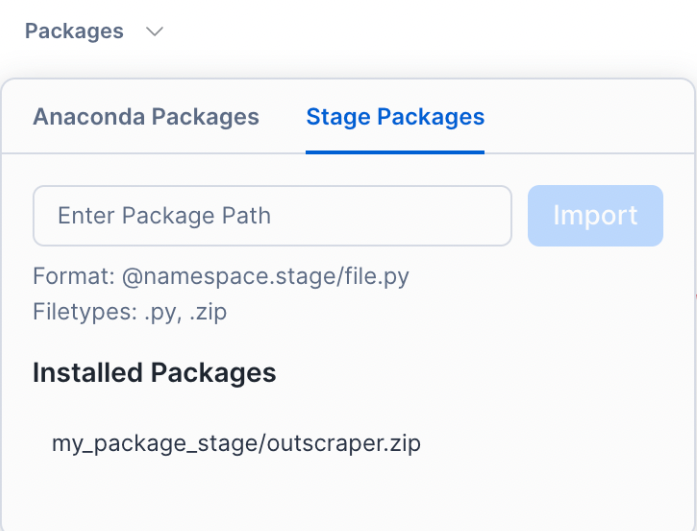 Packages
Anaconda Packages Stage Packages
Enter Package Path Import
Format: @namespace.stage/file.py
Filetypes: .py, .zip
Installed Packages
my_package_stage/outscraper.zip